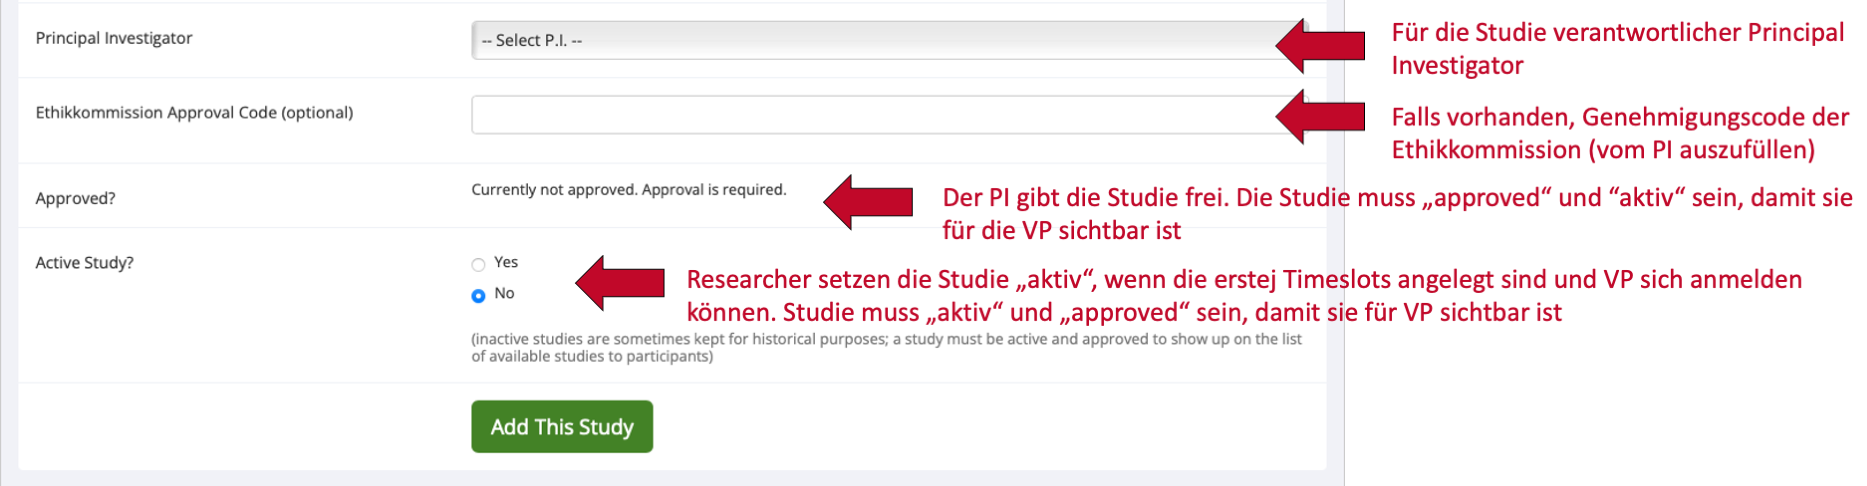 Principal Investigator
-- Select P.I. --
Für die Studie verantwortlicher Principal
Investigator
Ethikkommission Approval Code (optional)
Falls vorhanden, Genehmigungscode der
Ethikkommission (vom PI auszufüllen)
Approved?
Currently not approved. Approval is required.
Der PI gibt die Studie frei. Die Studie muss „approved“ und “aktiv“ sein, damit sie
für die VP sichtbar ist
Active Study?
Yes
No
Researcher setzen die Studie „aktiv“, wenn die erstej Timeslots angelegt sind und VP sich anmelden
können. Studie muss „aktiv“ und „approved“ sein, damit sie für VP sichtbar ist
(inactive studies are sometimes kept for historical purposes; a study must be active and approved to show up on the list
of available studies to participants)
Add This Study